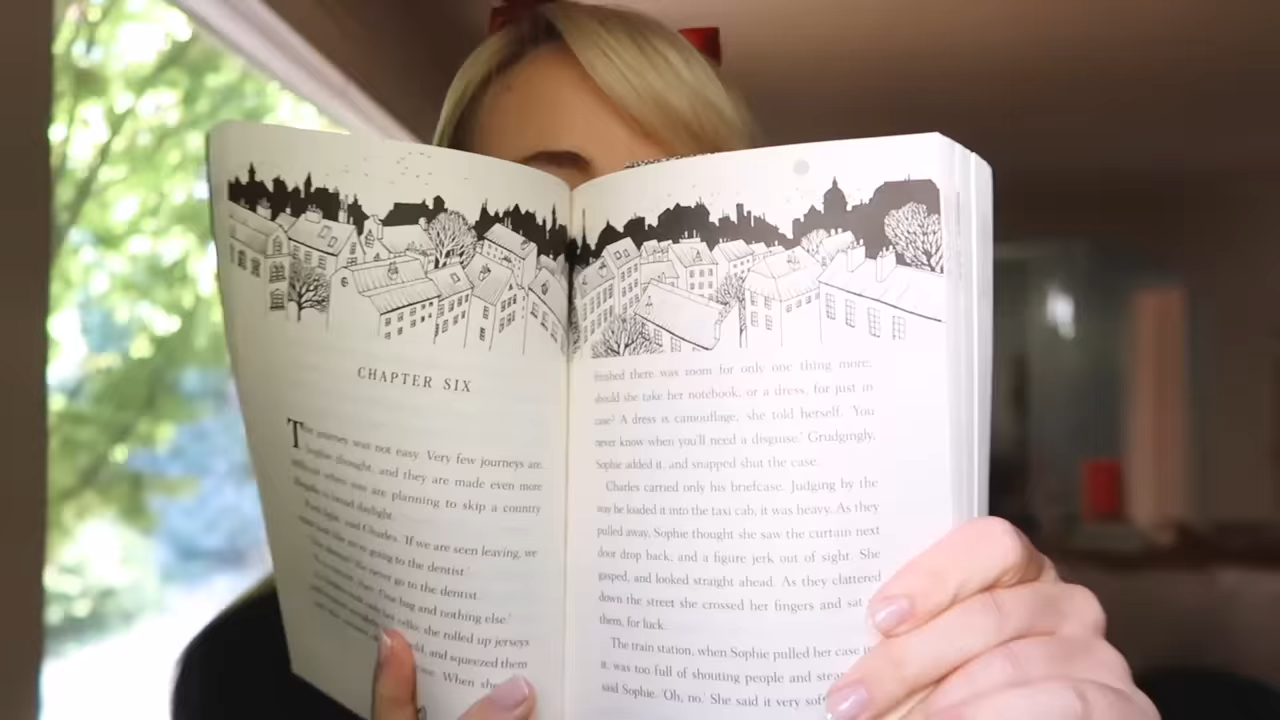 CHAPTER SIX
The journey was not easy. Very few journeys are,
Sophie thought, and they are made even more
difficult when you are planning to skip a country
in broad daylight.
said Charles. 'If we are seen leaving, we
must look like we're going to the dentist.'
never go to the dentist.
'One bag and nothing else.'
cello; she rolled up jerseys
and squeezed them
When she
finished there was room for only one thing more;
should she take her notebook, or a dress, for just in
case? 'A dress is camouflage,' she told herself. 'You
never know when you'll need a disguise.' Grudgingly,
Sophie added it, and snapped shut the case.
Charles carried only his briefcase. Judging by the
way he loaded it into the taxi cab, it was heavy. As they
pulled away, Sophie thought she saw the curtain next
door drop back, and a figure jerk out of sight. She
gasped, and looked straight ahead. As they clattered
down the street she crossed her fingers and sat
them, for luck.
The train station, when Sophie pulled her case
it, was too full of shouting people and
said Sophie. 'Oh, no.' She said it very